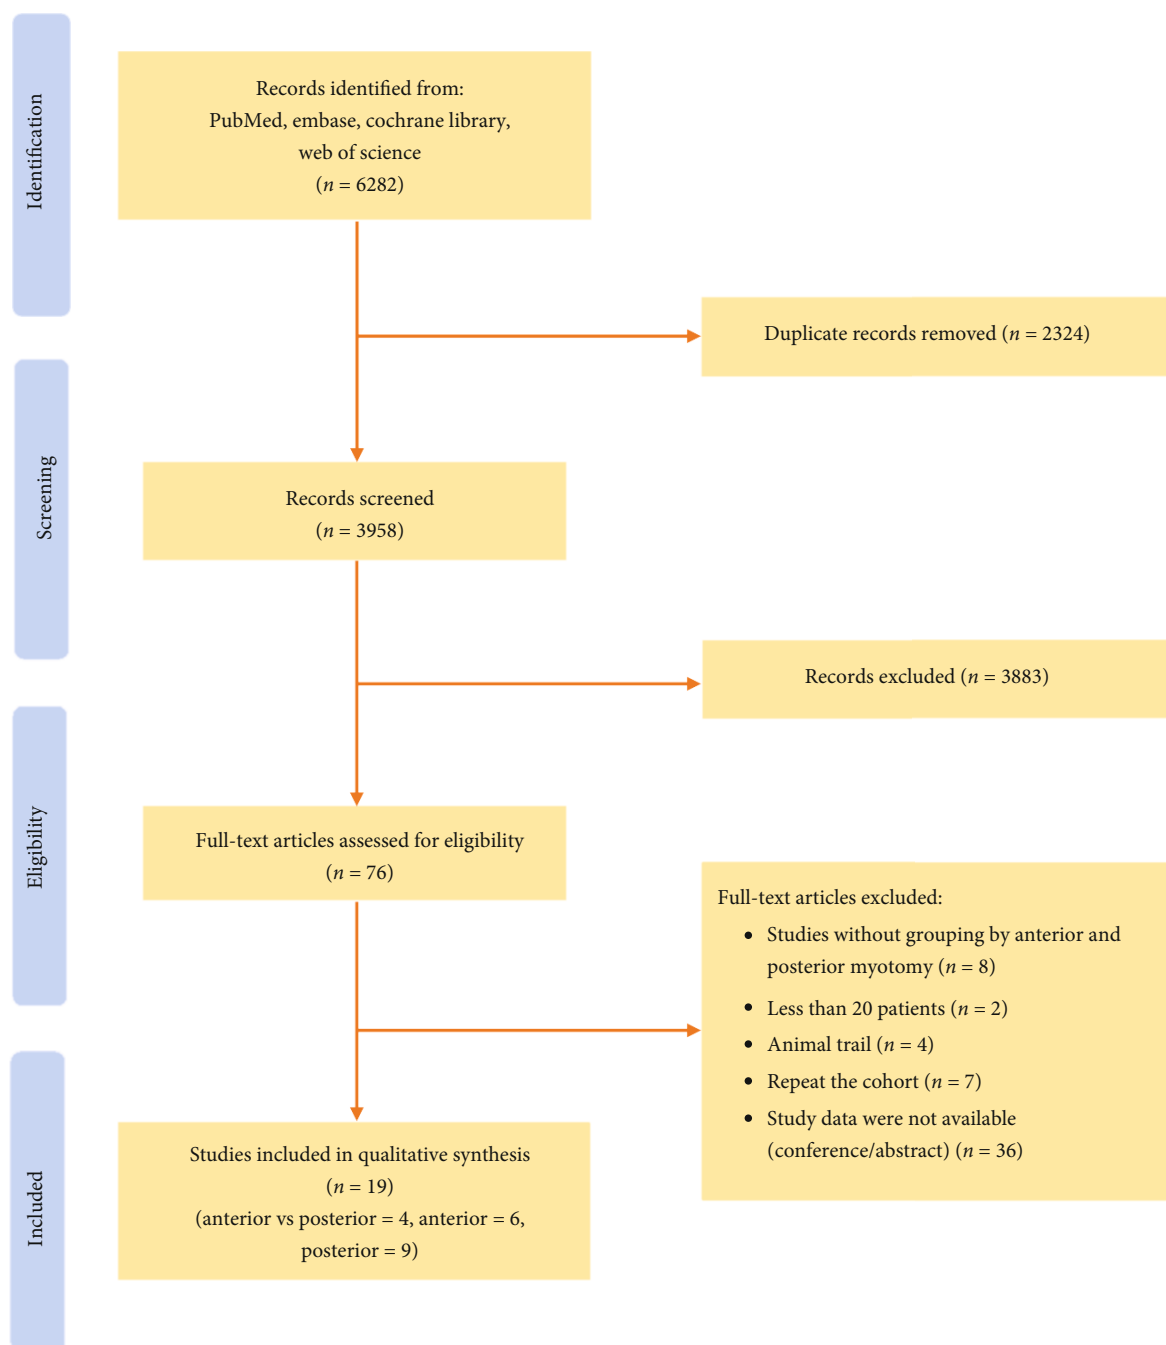 Identification
Records identified from:
PubMed, embase, cochrane library,
web of science
(n = 6282)
Duplicate records removed (n = 2324)
Screening
Records screened
(n = 3958)
Records excluded (n = 3883)
Eligibility
Full-text articles assessed for eligibility
(n = 76)
Full-text articles excluded:
• Studies without grouping by anterior and
posterior myotomy (n = 8)
• Less than 20 patients (n = 2)
• Animal trail (n = 4)
• Repeat the cohort (n = 7)
• Study data were not available
(conference/abstract) (n = 36)
Included
Studies included in qualitative synthesis
(n = 19)
(anterior vs posterior = 4, anterior = 6,
posterior = 9)